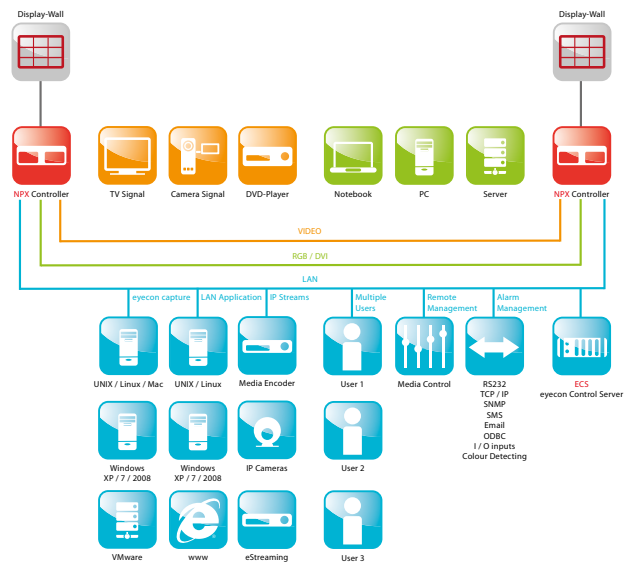 Display-Wall
Display-Wall
NPX Controller
TV Signal
Camera Signal
DVD-Player
Notebook
PC
Server
NPX Controller
VIDEO
RGB / DVI
LAN
eyecon capture
LAN Application
IP Streams
Multiple
Users
Remote
Management
Alarm
Management
UNIX / Linux / Mac
UNIX / Linux
Media Encoder
User 1
Media Control
RS232
TCP / IP
SNMP
SMS
Email
ODBC
I / O inputs
Colour Detecting
ECS
eyecon Control Server
Windows
XP / 7 / 2008
Windows
XP / 7 / 2008
IP Cameras
User 2
VMware
www
eStreaming
User 3